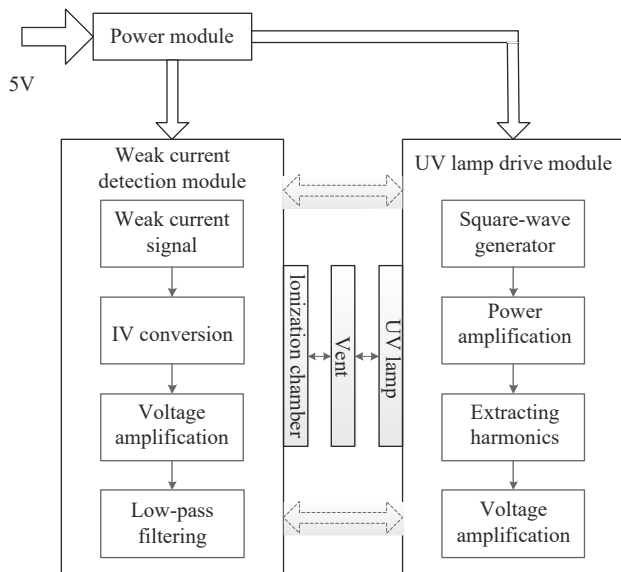 Power module
5V
Weak current
detection module
Weak current
signal
IV conversion
Voltage
amplification
Low-pass
filtering
Ionization chamber
Vent
UV lamp
UV lamp drive module
Square-wave
generator
Power
amplification
Extracting
harmonics
Voltage
amplification